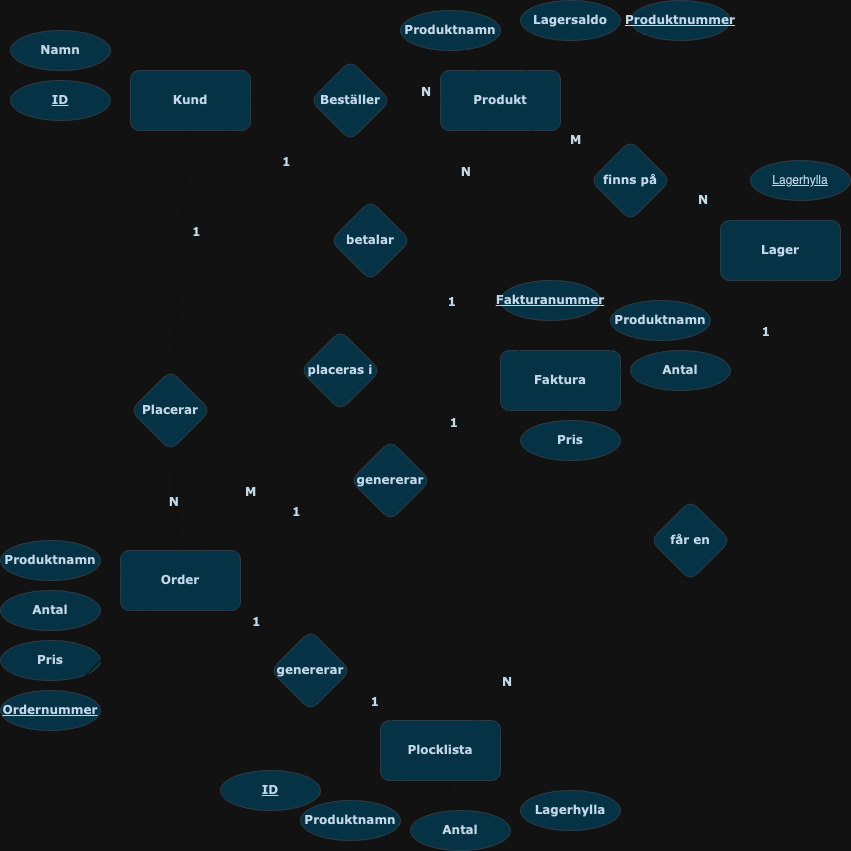 Lagersaldo
Produktnummer
Produktnamn
Namn
N
ID
Kund
Beställer
Produkt
M
1
N
finns på
Lagerhylla
N
1
betalar
Lager
1
Fakturanummer
Produktnamn
1
placeras i
Faktura
Antal
Placerar
1
Pris
genererar
M
N
1
får en
Produktnamn
Order
Antal
1
Pris
genererar
N
1
Ordernummer
Plocklista
ID
Lagerhylla
Produktnamn
Antal